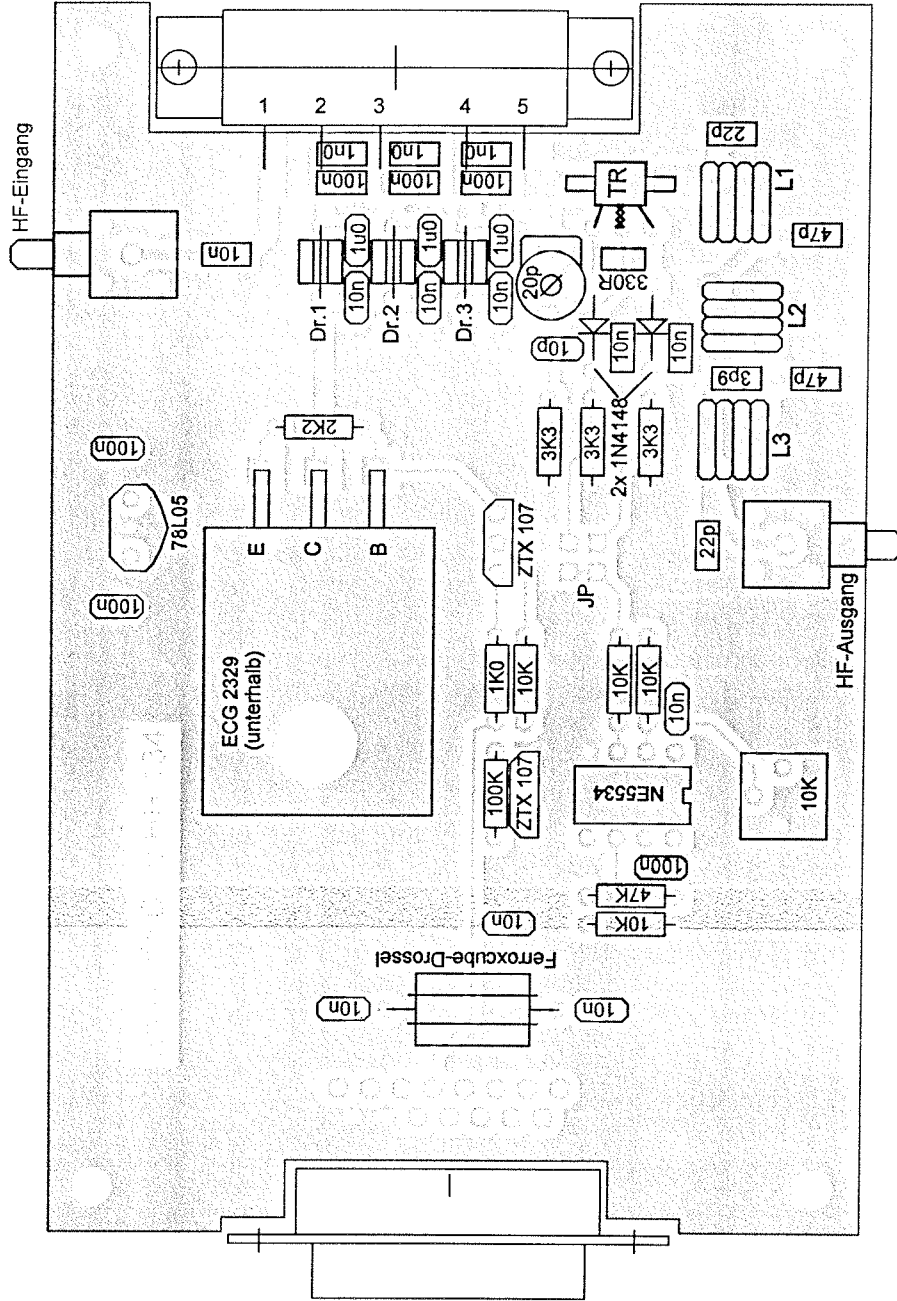 HF-Eingang
1
2
3
4
5
1n0
1n0
1n0
100n
100n
100n
22p
TR
L1
10n
1u0
1u0
1u0
10n
10n
10n
Dr.1
Dr.2
Dr.3
20p
330R
47p
L2
10p
10n
10n
2x 1N4148
3p9
47p
100n
78L05
100n
2K2
3K3
3K3
3K3
L3
E
C
B
ECG 2329
(unterhalb)
ZTX 107
JP
22p
HF-Ausgang
1K0
10K
10K
10K
10n
100K
ZTX 107
NE5534
10K
100n
47K
10K
10n
Ferroxcube-Drossel
10n
10n